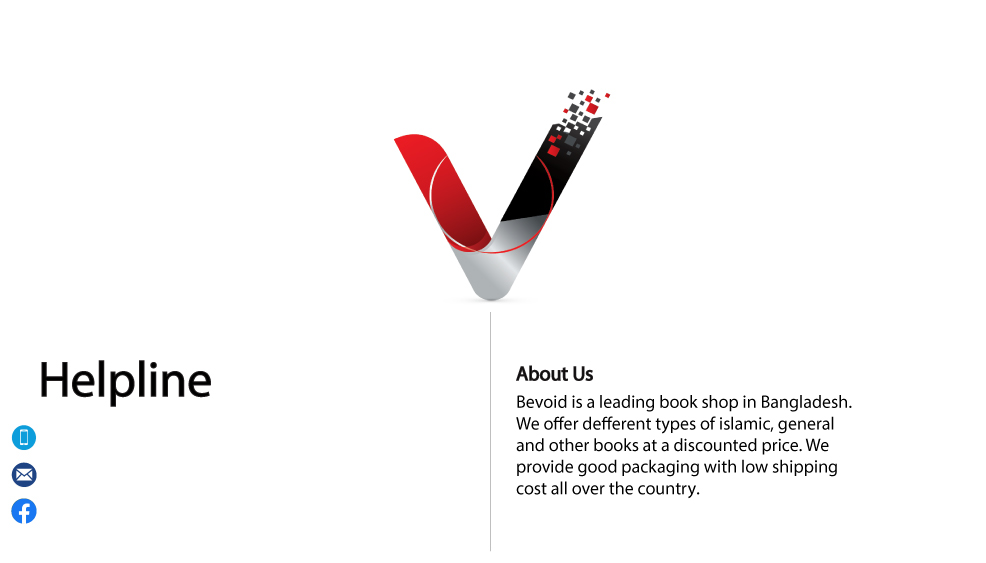 Helpline
About Us
Bevoid is a leading book shop in Bangladesh.
We offer defferent types of islamic, general
and other books at a discounted price. We
provide good packaging with low shipping
cost all over the country.